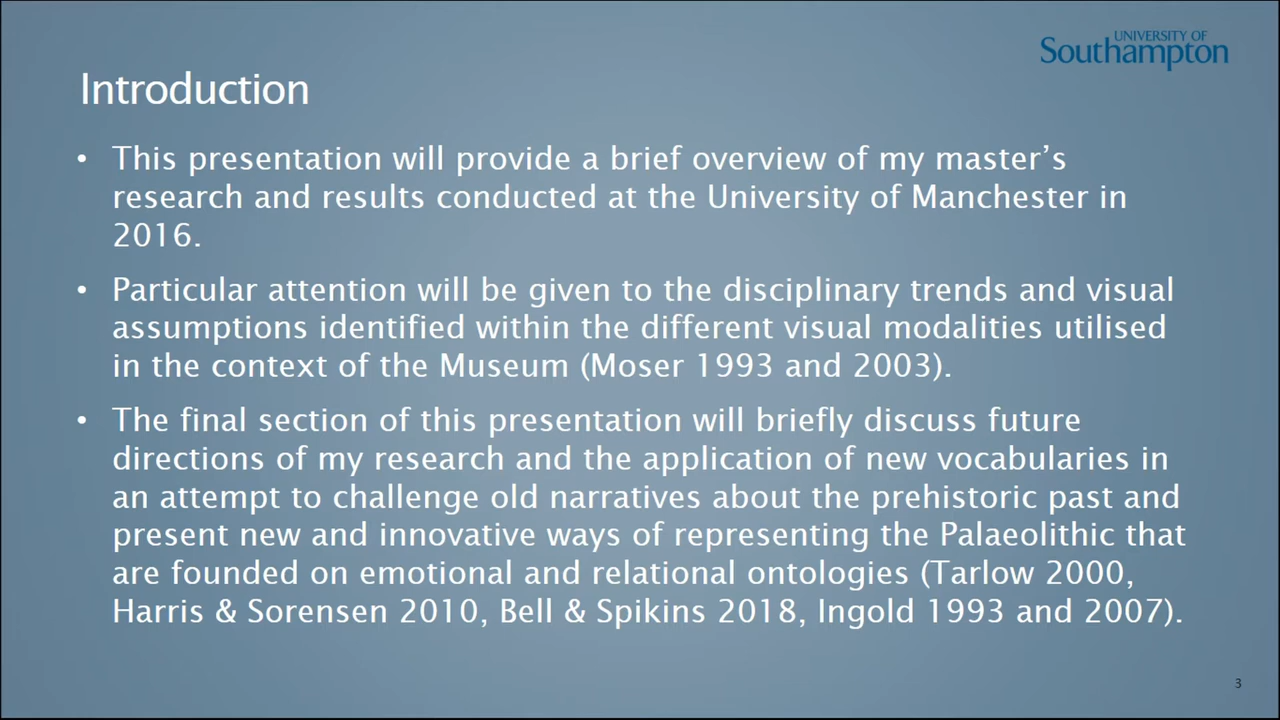 UNIVERSITY OF
Southampton
Introduction
• This presentation will provide a brief overview of my master’s
research and results conducted at the University of Manchester in
2016.
• Particular attention will be given to the disciplinary trends and visual
assumptions identified within the different visual modalities utilised
in the context of the Museum (Moser 1993 and 2003).
• The final section of this presentation will briefly discuss future
directions of my research and the application of new vocabularies in
an attempt to challenge old narratives about the prehistoric past and
present new and innovative ways of representing the Palaeolithic that
are founded on emotional and relational ontologies (Tarlow 2000,
Harris & Sorensen 2010, Bell & Spikins 2018, Ingold 1993 and 2007).
3